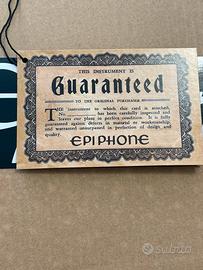 THIS INSTRUMENT IS
Guaranteed
TO THE ORIGINAL PURCHASER
THE instrument to which this card is attached,
No. has been carefully inspected and
leaves our plant in perfect condition. It is fully
guaranteed against defects in material or workmanship,
and warranted unsurpassed in perfection of design and
quality.
EPIPHONE
Subito